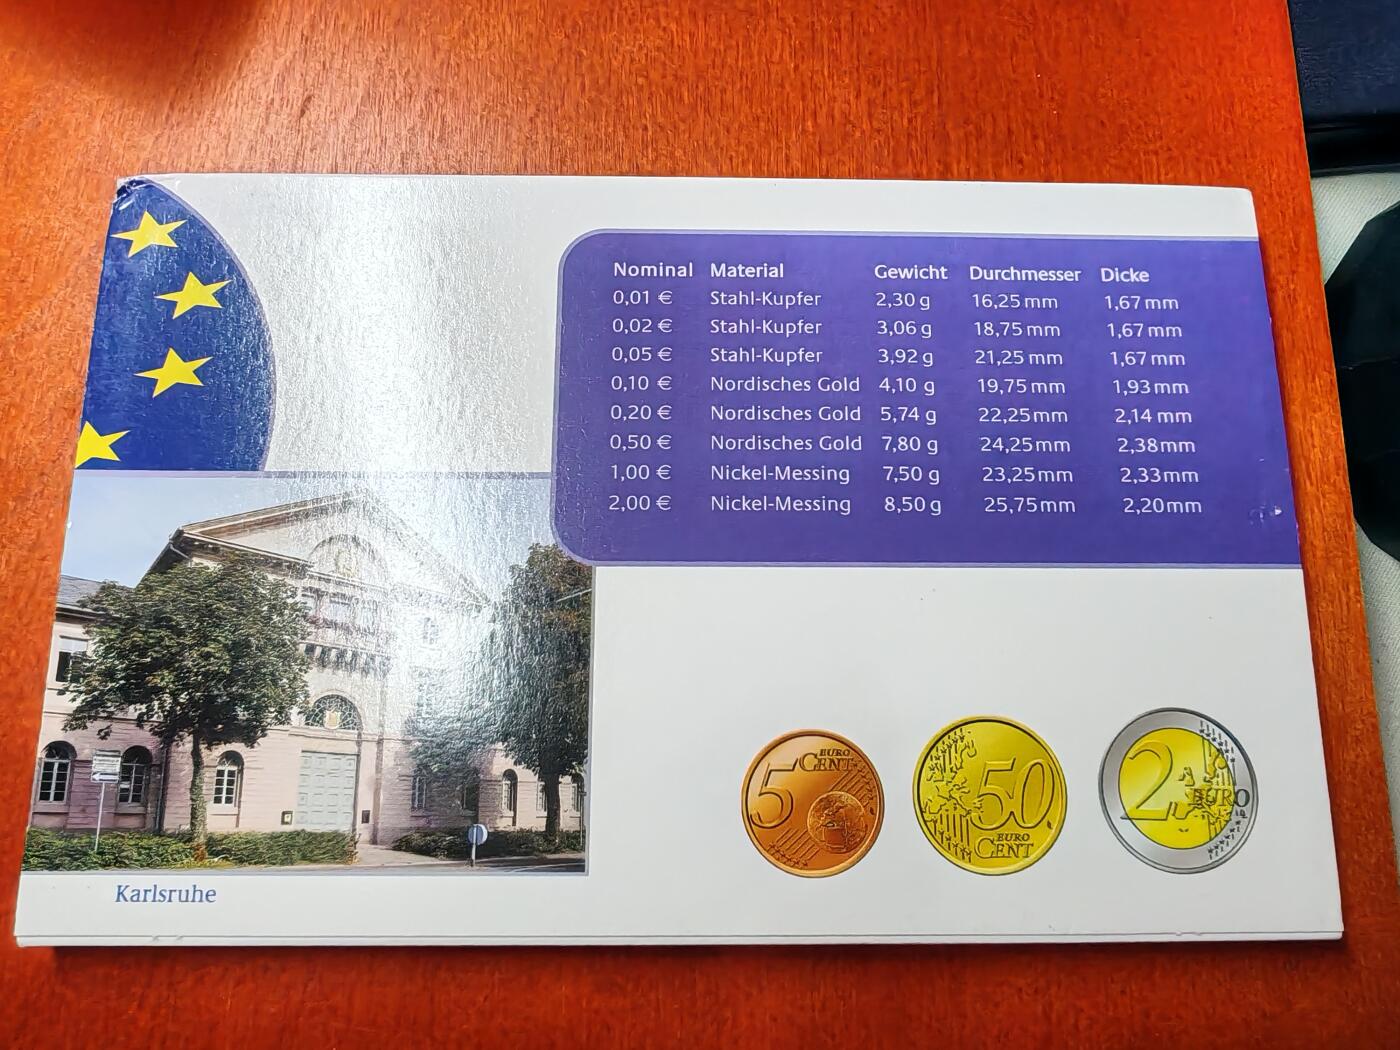 Nominal Material Gewicht Durchmesser Dicke
0,01 € Stahl-Kupfer 2,30 g 16,25 mm 1,67 mm
0,02 € Stahl-Kupfer 3,06 g 18,75 mm 1,67 mm
0,05 € Stahl-Kupfer 3,92 g 21,25 mm 1,67 mm
0,10 € Nordisches Gold 4,10 g 19,75 mm 1,93 mm
0,20 € Nordisches Gold 5,74 g 22,25 mm 2,14 mm
0,50 € Nordisches Gold 7,80 g 24,25 mm 2,38 mm
1,00 € Nickel-Messing 7,50 g 23,25 mm 2,33 mm
2,00 € Nickel-Messing 8,50 g 25,75 mm 2,20 mm
5 EURO CENT
50 EURO CENT
2 EURO
Karlsruhe